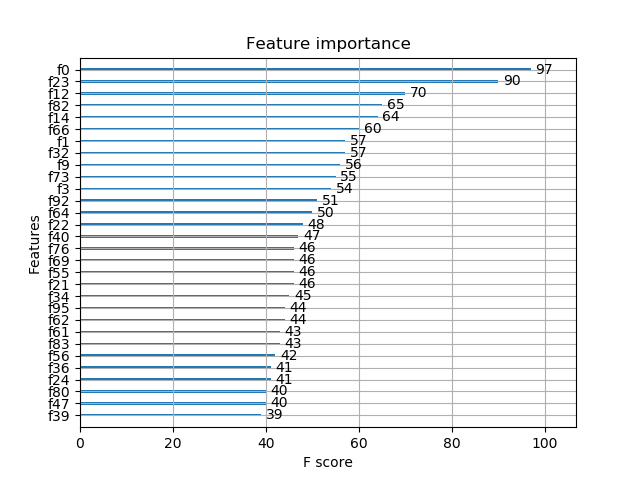 Feature importance
f0 97
f23 90
f12 70
f82 65
f14 64
f66 60
f1 57
f32 57
f9 56
f73 55
f3 54
f92 51
f64 50
f22 48
f40 47
f76 46
f69 46
f55 46
f21 46
f34 45
f95 44
f62 44
f61 43
f83 43
f56 42
f36 41
f24 41
f80 40
f47 40
f39 39
Features
0 20 40 60 80 100
F score